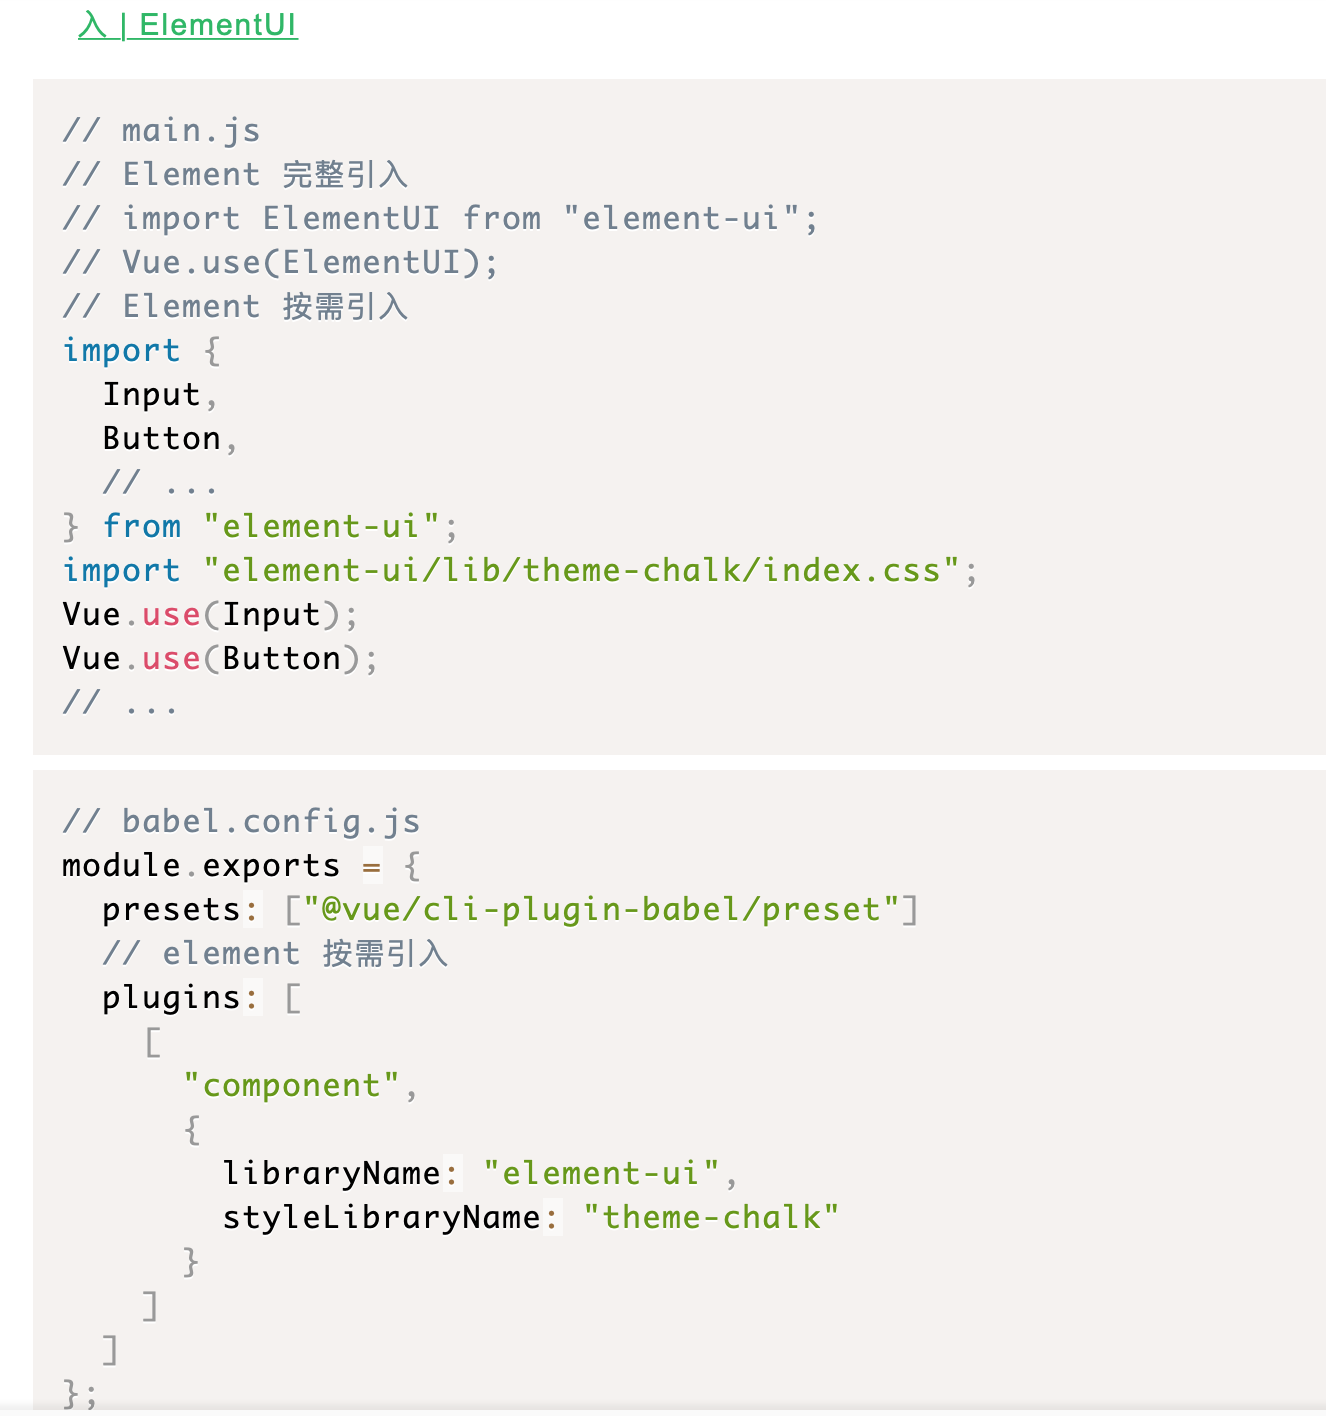 入 | ElementUI
// main.js
// Element 完整引入
// import ElementUI from "element-ui";
// Vue.use(ElementUI);
// Element 按需引入
import {
  Input,
  Button,
  // ...
} from "element-ui";
import "element-ui/lib/theme-chalk/index.css";
Vue.use(Input);
Vue.use(Button);
// ...
// babel.config.js
module.exports = {
  presets: ["@vue/cli-plugin-babel/preset"]
  // element 按需引入
  plugins: [
    [
      "component",
      {
        libraryName: "element-ui",
        styleLibraryName: "theme-chalk"
      }
    ]
  ]
};